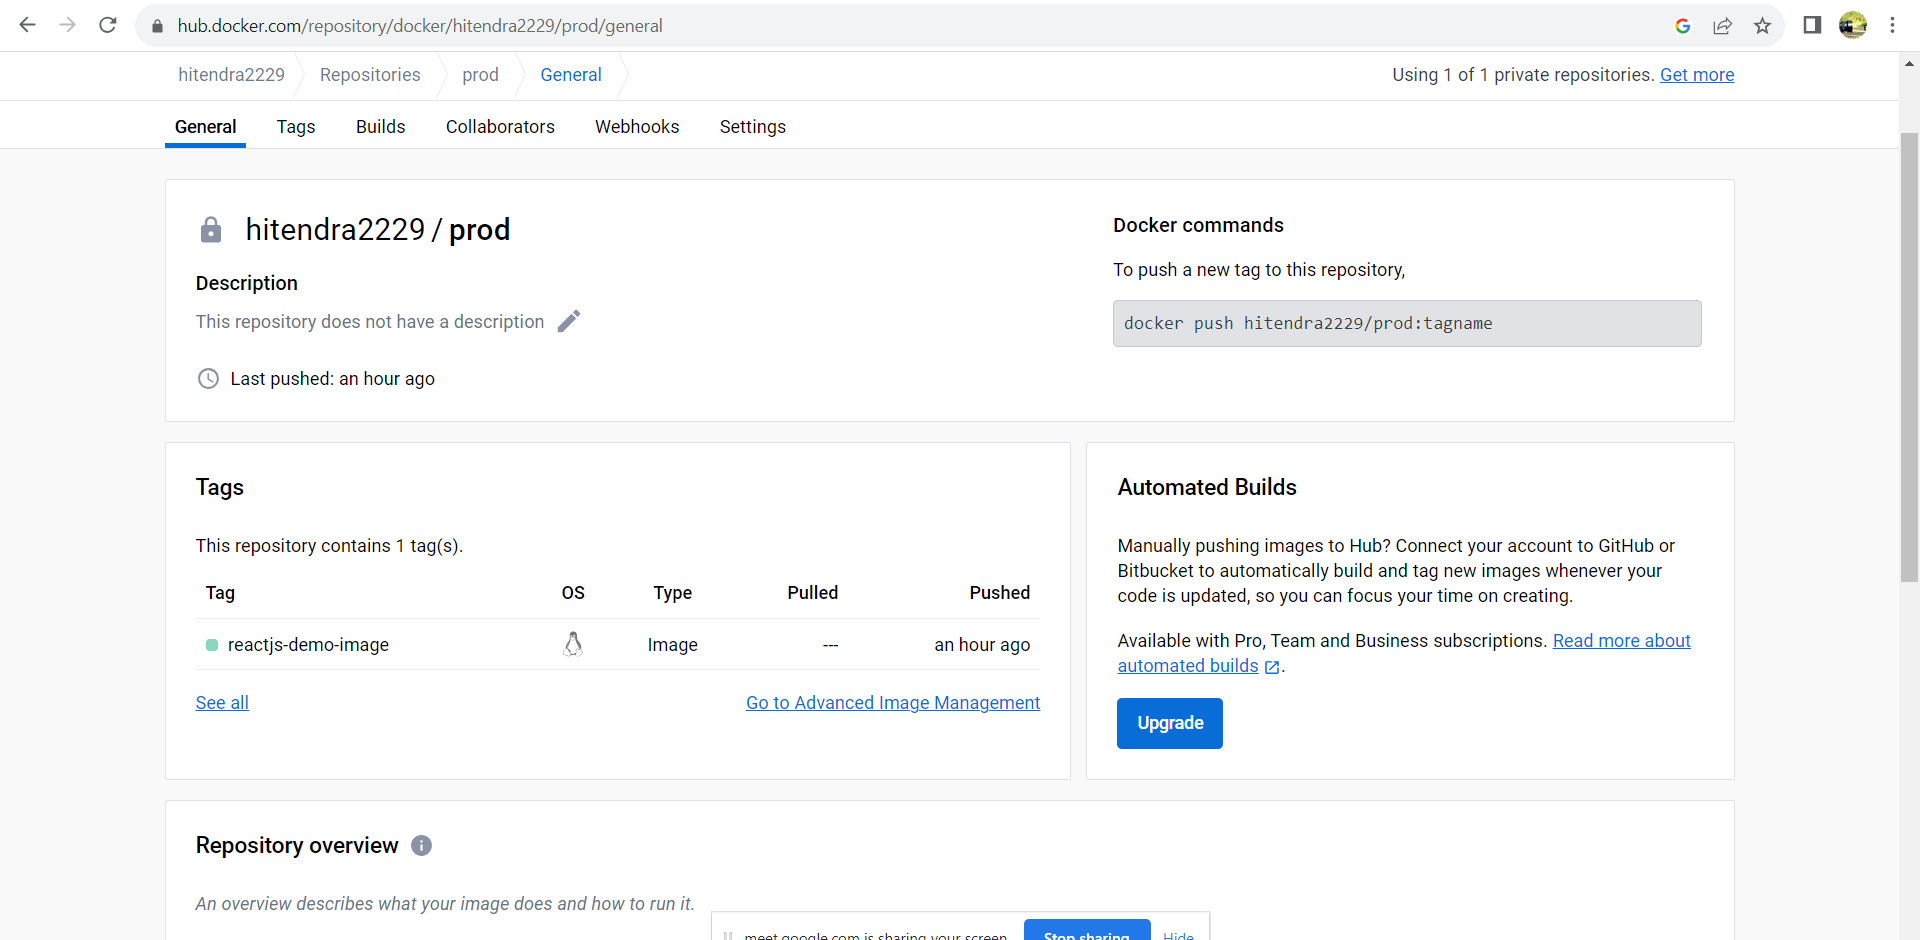 hub.docker.com/repository/docker/hitendra2229/prod/general
hitendra2229 Repositories prod General
Using 1 of 1 private repositories. Get more
General Tags Builds Collaborators Webhooks Settings
hitendra2229 / prod
Description
This repository does not have a description
Last pushed: an hour ago
Docker commands
To push a new tag to this repository,
docker push hitendra2229/prod:tagname
Tags
This repository contains 1 tag(s).
Tag OS Type Pulled Pushed
reactjs-demo-image Image --- an hour ago
See all Go to Advanced Image Management
Automated Builds
Manually pushing images to Hub? Connect your account to GitHub or
Bitbucket to automatically build and tag new images whenever your
code is updated, so you can focus your time on creating.
Available with Pro, Team and Business subscriptions. Read more about
automated builds.
Upgrade
Repository overview
An overview describes what your image does and how to run it.
meet.google.com is sharing your screen. Stop sharing Hide